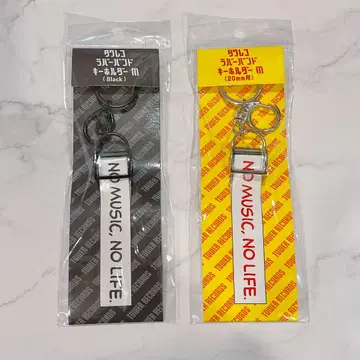 タワレコ
ラバーバンド
キーホルダー M
(Black)
NO MUSIC, NO LIFE.
TOWER RECORDS
タワレコ
ラバーバンド
キーホルダー M
(20mm用)
NO MUSIC, NO LIFE.
TOWER RECORDS